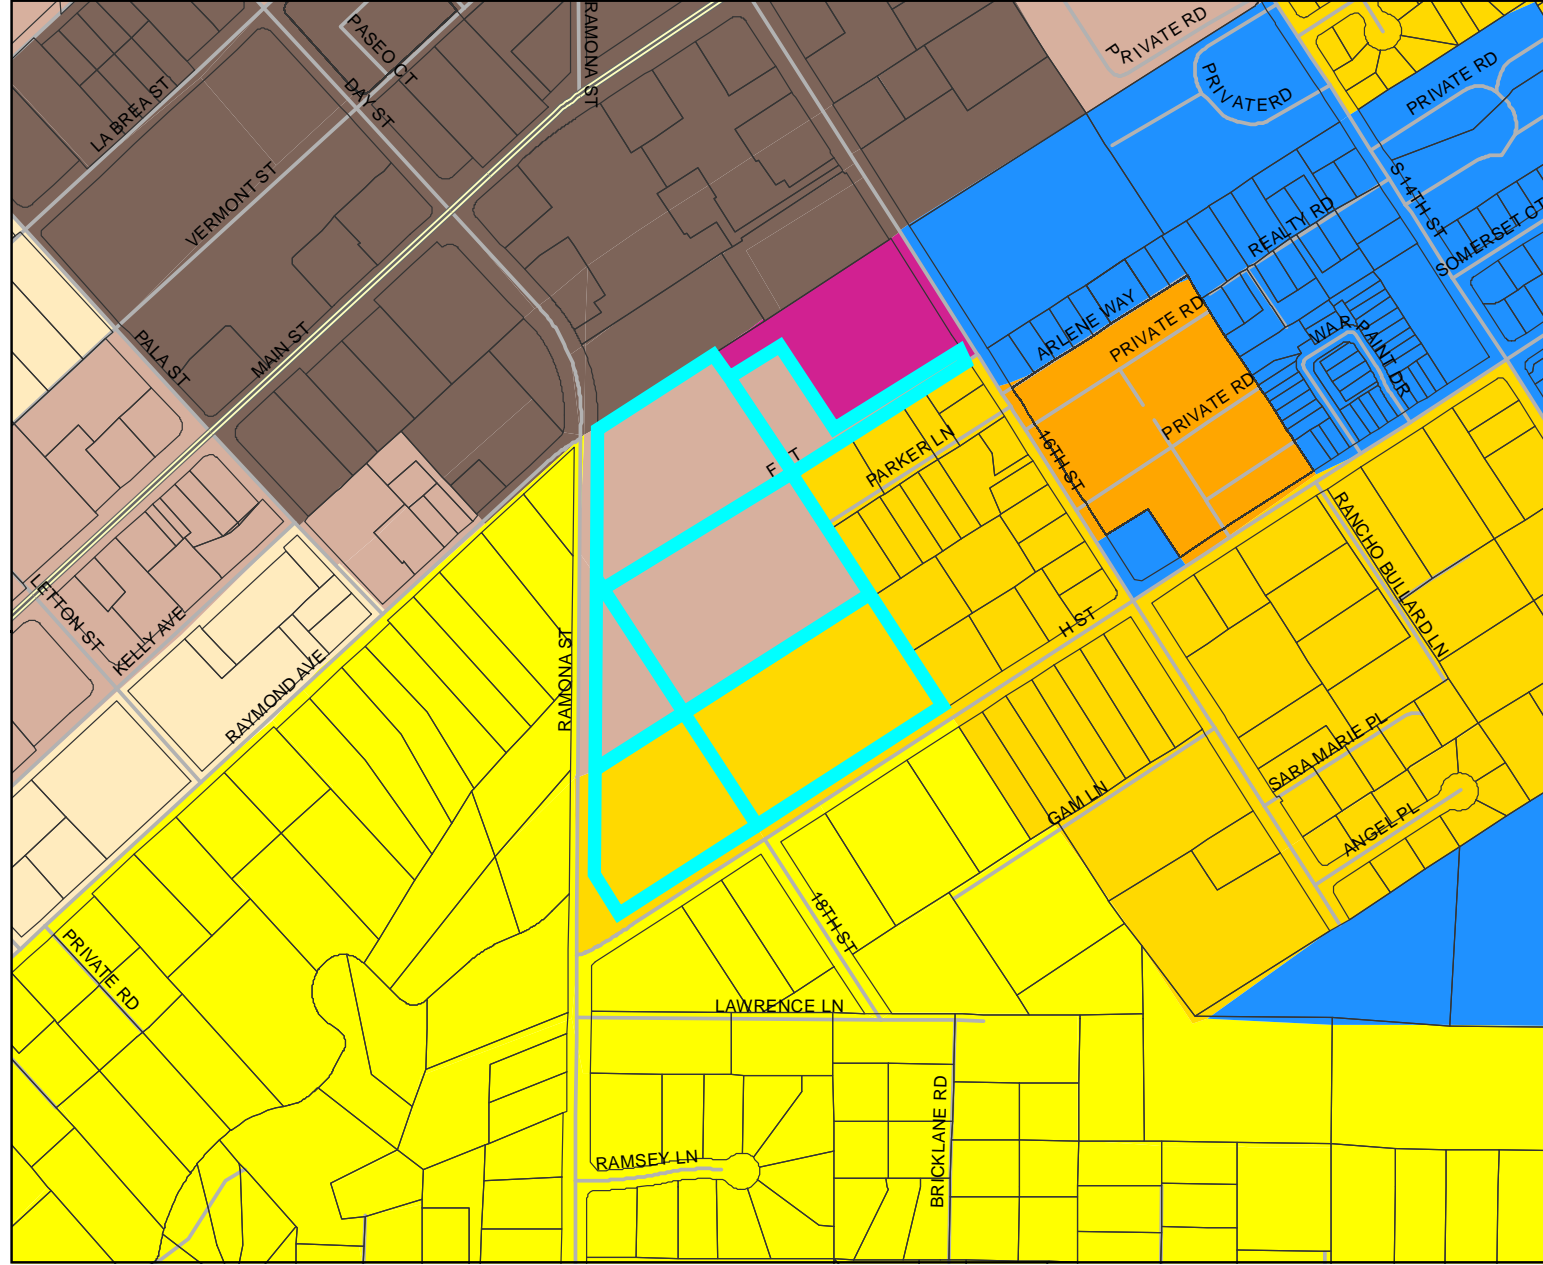 RAMONA ST
PASEO CT
PRIVATE RD
PRIVATE RD
PRIVATERD
DAY ST
LA BREA ST
VERMONT ST
S 14TH ST
REALTY RD
SOMERSET CT
ARLENE WAY
PRIVATE RD
WAR PAINT DR
PALA ST
MAIN ST
PRIVATE RD
16TH ST
PARKER LN
F T
RANCHO BULLARD LN
LETTON ST
KELLY AVE
H ST
RAYMOND AVE
RAMONA ST
SARA MARIE PL
GAM LN
ANGEL PL
18TH ST
PRIVATE RD
LAWRENCE LN
BRICKLANE RD
RAMSEY LN